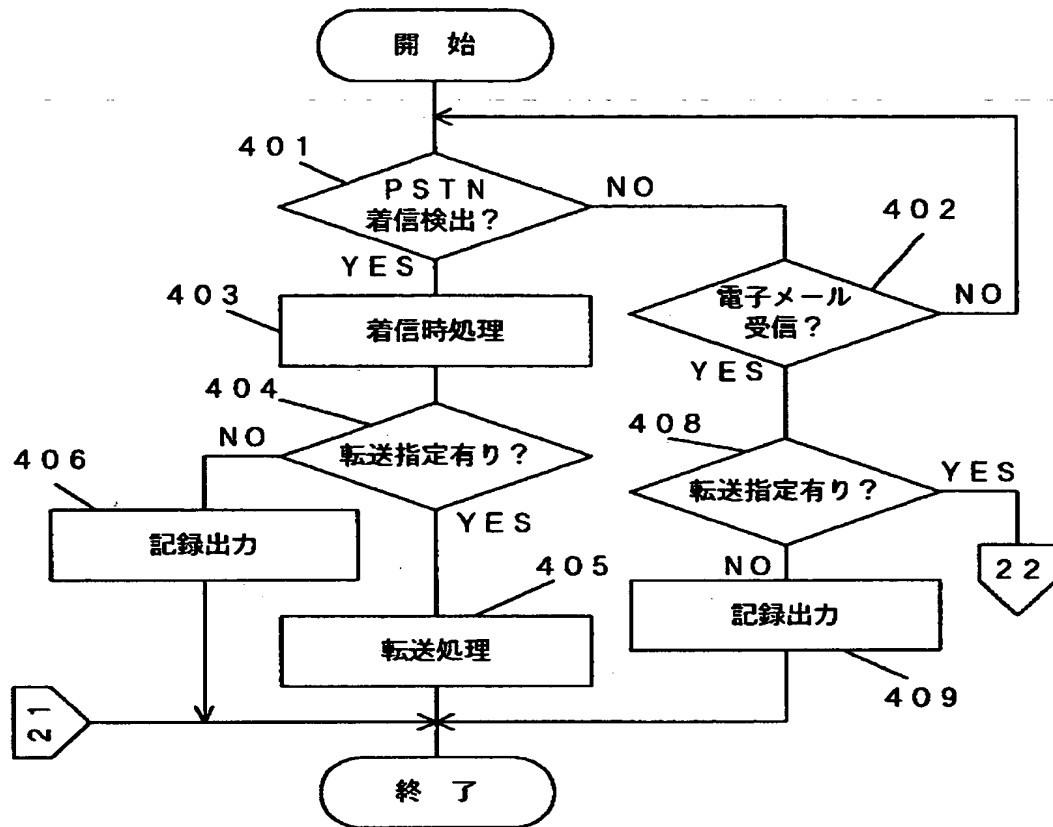 開 始
401
PSTN
着信検出?
NO
YES
402
電子メール
受信?
NO
YES
403
着信時処理
404
転送指定有り?
NO
YES
406
記録出力
405
転送処理
408
転送指定有り?
YES
NO
22
記録出力
409
21
終 了